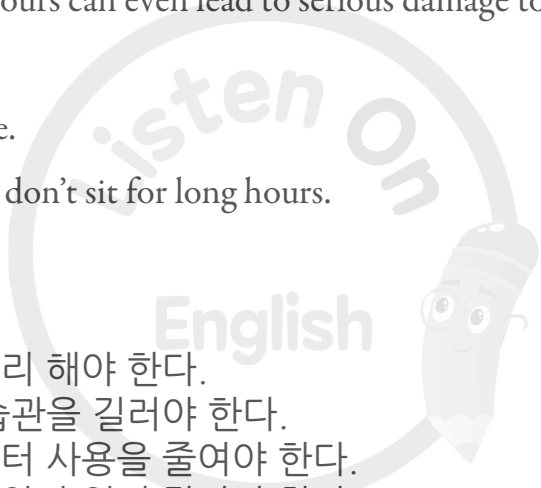 ours can even lead to serious damage to
e.
don't sit for long hours.
Listen On
English
리 해야 한다.
습관을 길러야 한다.
터 사용을 줄여야 한다.